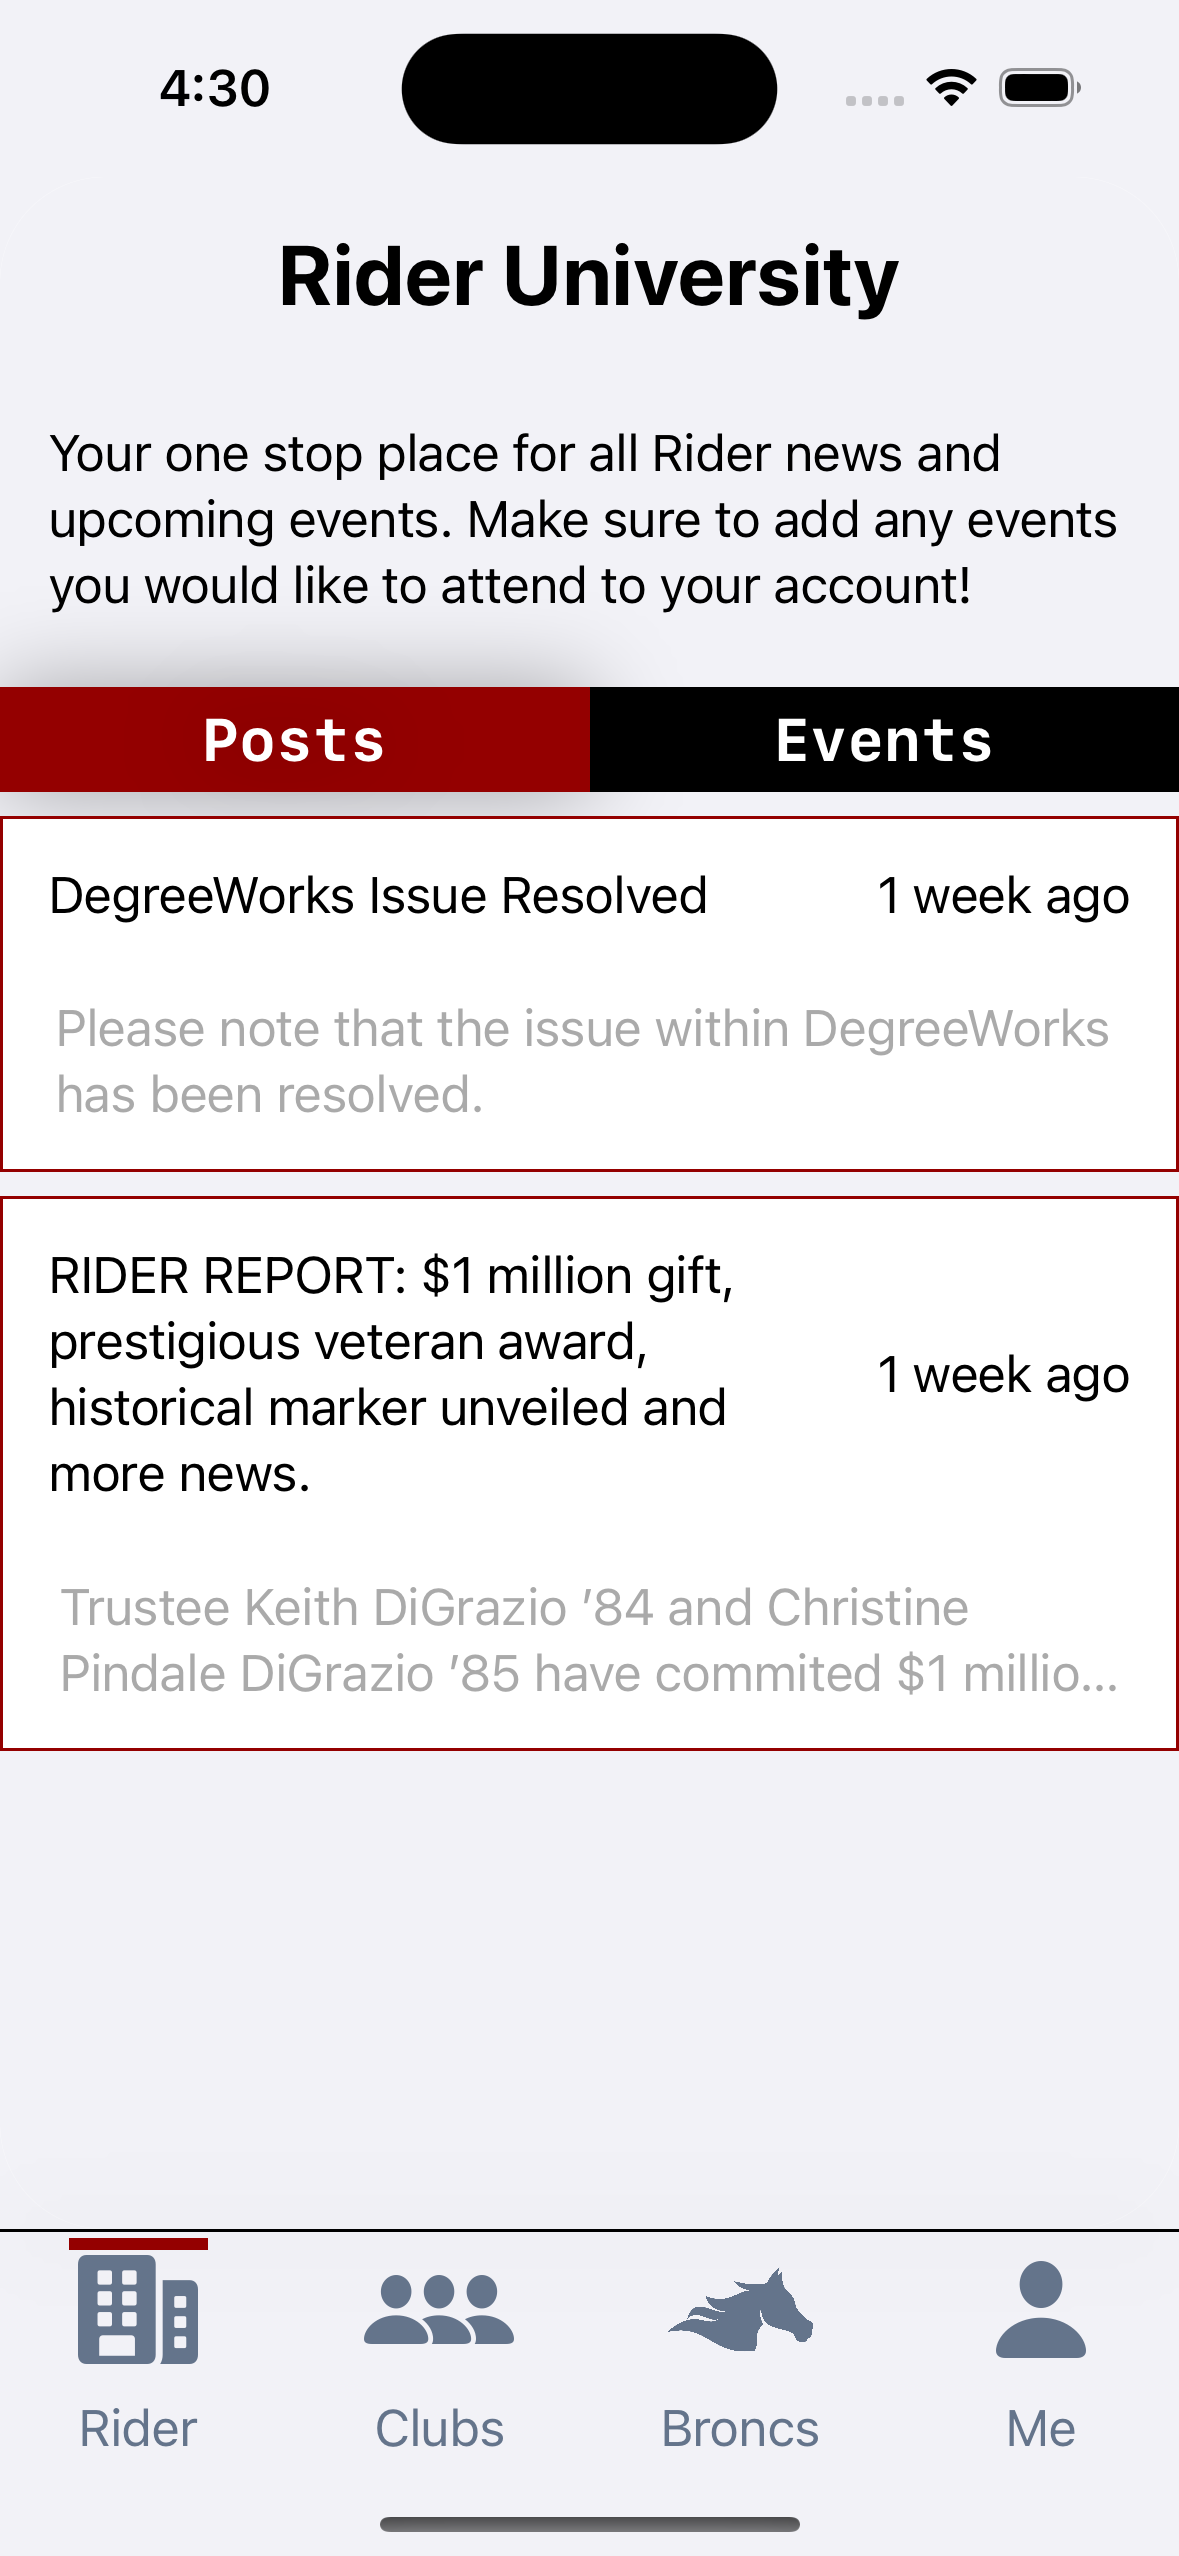 4:30
Rider University
Your one stop place for all Rider news and
upcoming events. Make sure to add any events
you would like to attend to your account!
Posts
Events
DegreeWorks Issue Resolved
1 week ago
Please note that the issue within DegreeWorks
has been resolved.
RIDER REPORT: $1 million gift,
prestigious veteran award,
historical marker unveiled and
more news.
1 week ago
Trustee Keith DiGrazio ’84 and Christine
Pindale DiGrazio ’85 have commited $1 millio...
Rider
Clubs
Broncs
Me